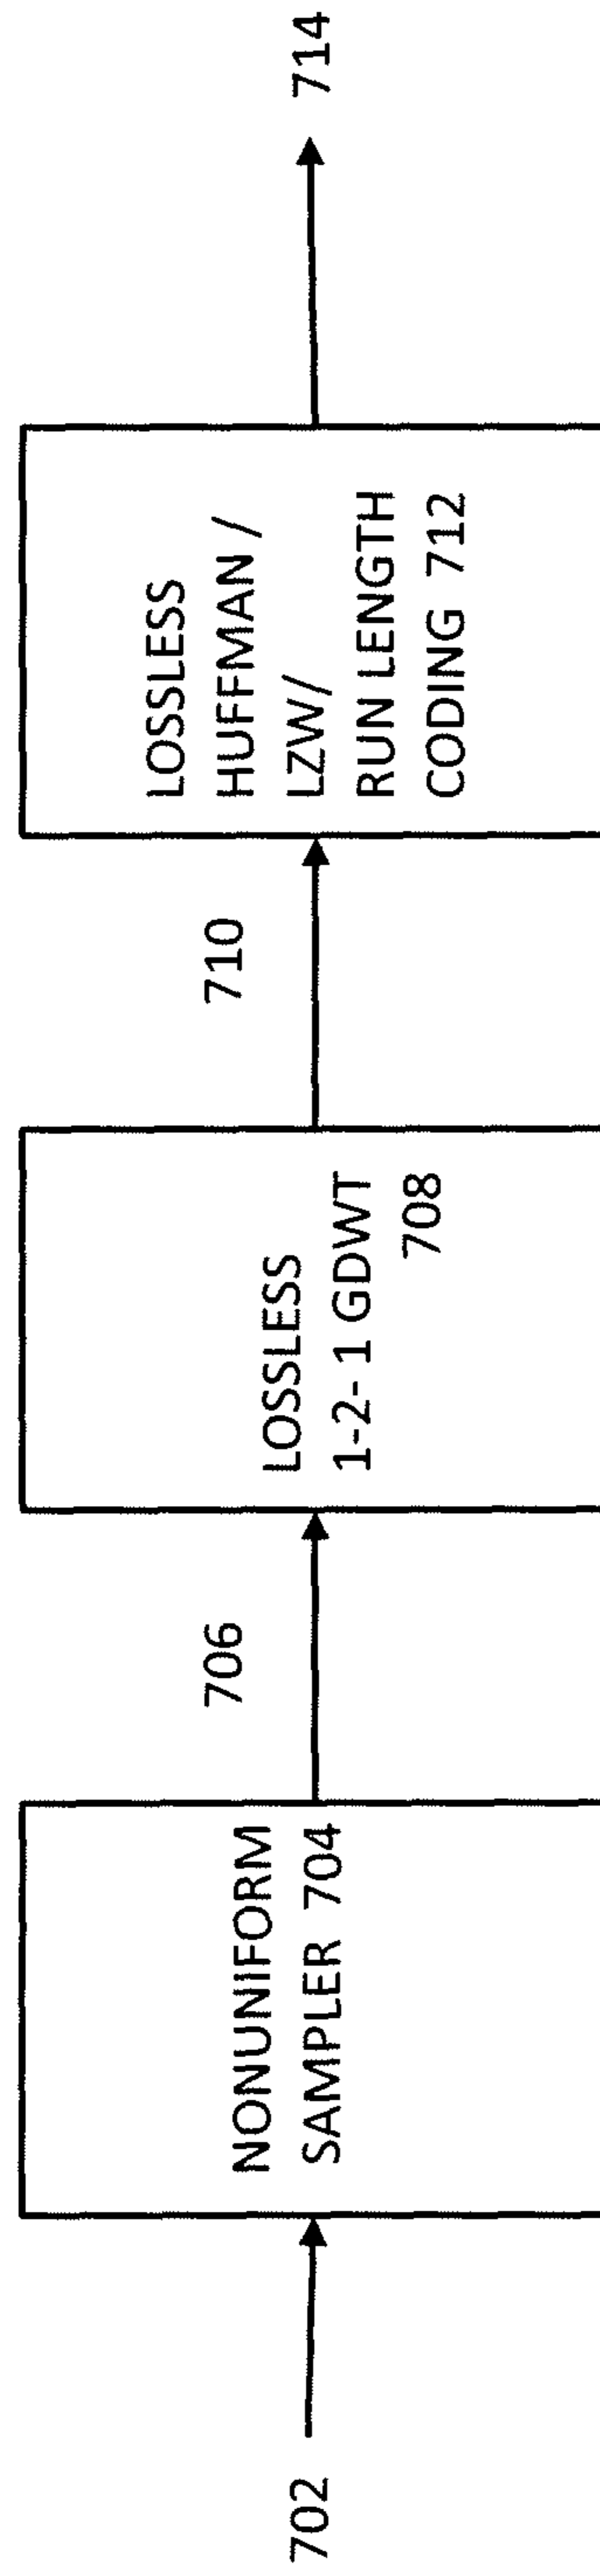 702
NONUNIFORM
SAMPLER 704
706
LOSSLESS
1-2- 1 GDWT
708
710
LOSSLESS
HUFFMAN /
LZW/
RUN LENGTH
CODING 712
714